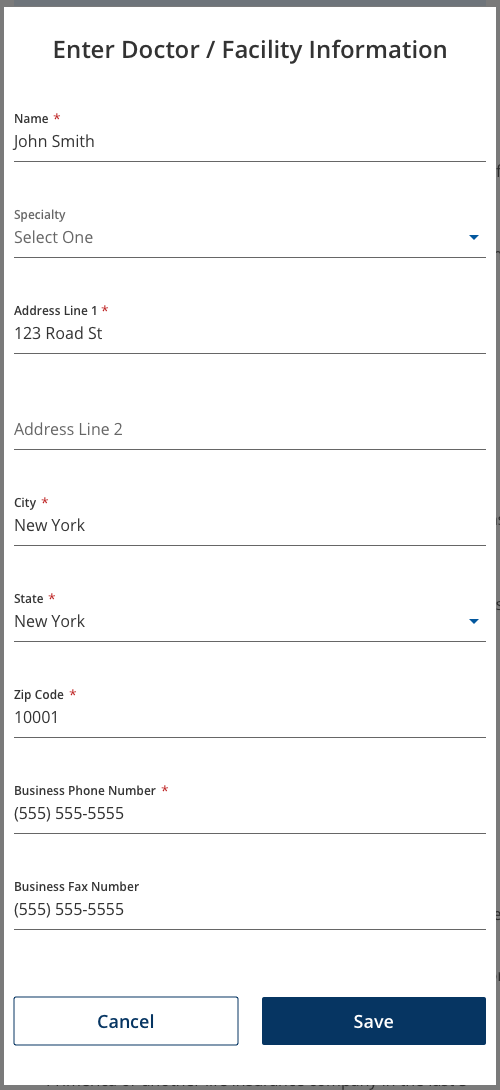 Enter Doctor / Facility Information
Name *
John Smith
Specialty
Select One
Address Line 1 *
123 Road St
Address Line 2
City *
New York
State *
New York
Zip Code *
10001
Business Phone Number *
(555) 555-5555
Business Fax Number
(555) 555-5555
Cancel Save